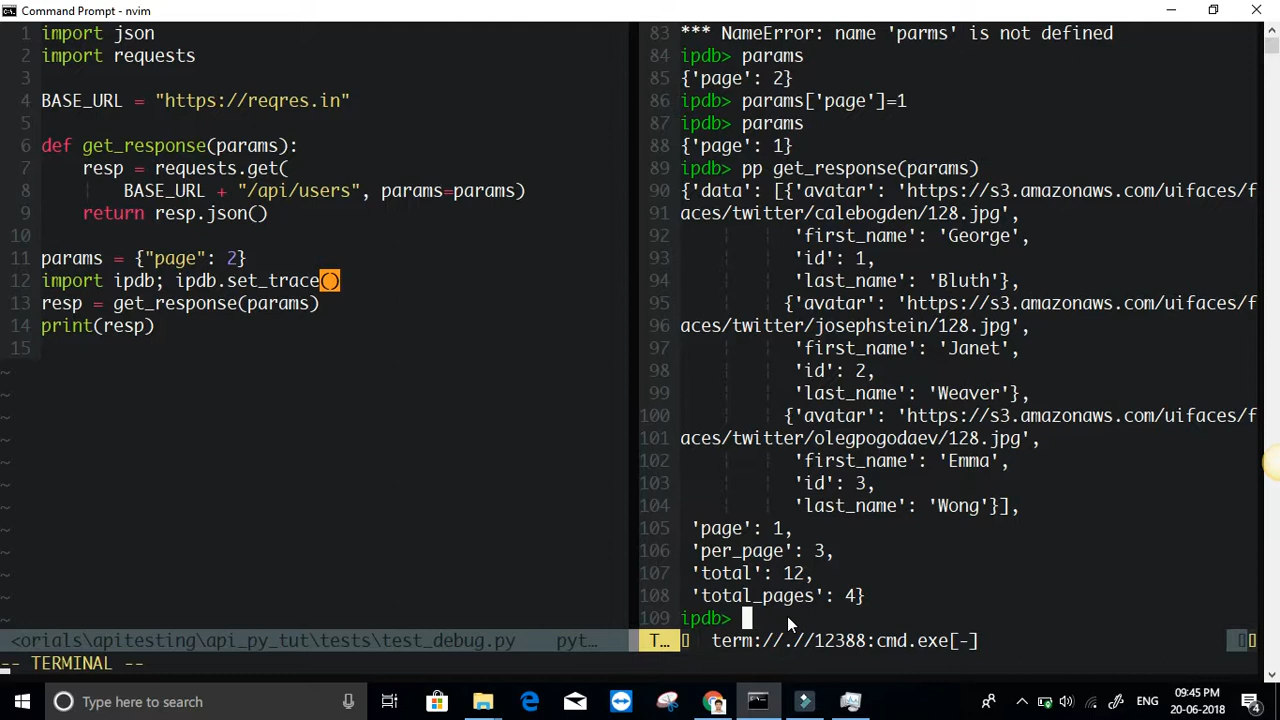 Command Prompt - nvim
1 import json
2 import requests
3
4 BASE_URL = "https://reqres.in"
5
6 def get_response(params):
7 resp = requests.get(
8 BASE_URL + "/api/users", params=params)
9 return resp.json()
10
11 params = {"page": 2}
12 import ipdb; ipdb.set_trace()
13 resp = get_response(params)
14 print(resp)
15
~
~
~
~
~
~
~
~
~
~
~
~
<orials\apitesting\api_py_tut\tests\test_debug.py pyt…
83 *** NameError: name 'parms' is not defined
84 ipdb> params
85 {'page': 2}
86 ipdb> params['page']=1
87 ipdb> params
88 {'page': 1}
89 ipdb> pp get_response(params)
90 {'data': [{'avatar': 'https://s3.amazonaws.com/uifaces/f
91 aces/twitter/calebogden/128.jpg',
92 'first_name': 'George',
93 'id': 1,
94 'last_name': 'Bluth'},
95 {'avatar': 'https://s3.amazonaws.com/uifaces/f
96 aces/twitter/josephstein/128.jpg',
97 'first_name': 'Janet',
98 'id': 2,
99 'last_name': 'Weaver'},
100 {'avatar': 'https://s3.amazonaws.com/uifaces/f
101 aces/twitter/olegpogodaev/128.jpg',
102 'first_name': 'Emma',
103 'id': 3,
104 'last_name': 'Wong'}],
105 'page': 1,
106 'per_page': 3,
107 'total': 12,
108 'total_pages': 4}
109 ipdb>
T… term://.//12388:cmd.exe[-]
-- TERMINAL --
Type here to search
ENG
09:45 PM
20-06-2018
4